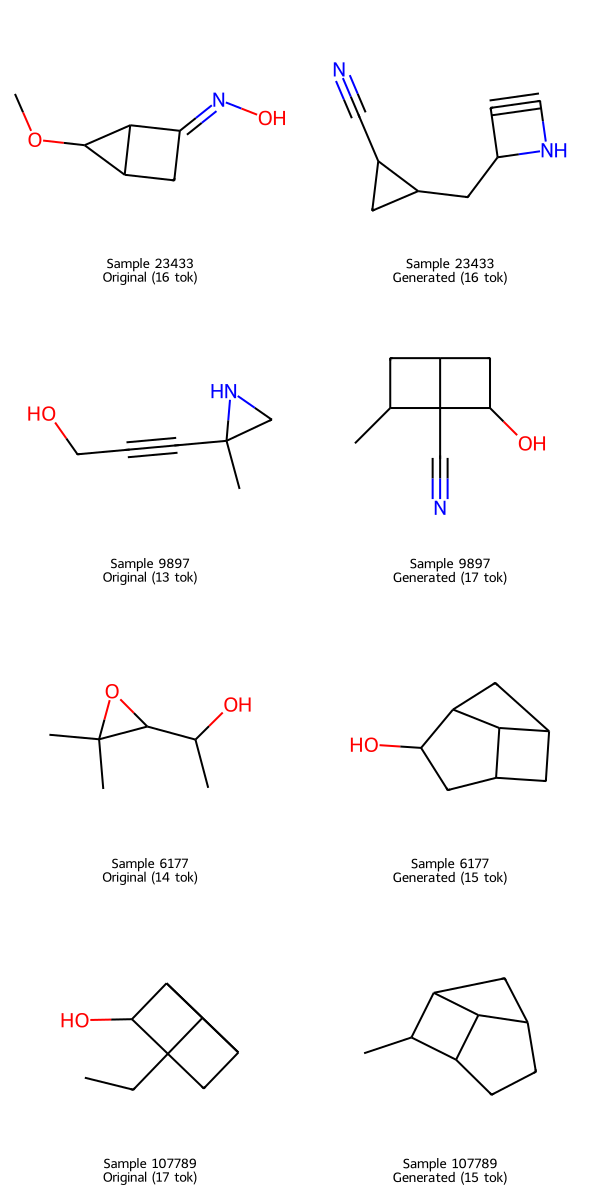 N
O
OH
N
N
NH
Sample 23433
Original (16 tok)
Sample 23433
Generated (16 tok)
HO
HN
OH
N
Sample 9897
Original (13 tok)
Sample 9897
Generated (17 tok)
O
OH
HO
Sample 6177
Original (14 tok)
Sample 6177
Generated (15 tok)
HO
Sample 107789
Original (17 tok)
Sample 107789
Generated (15 tok)